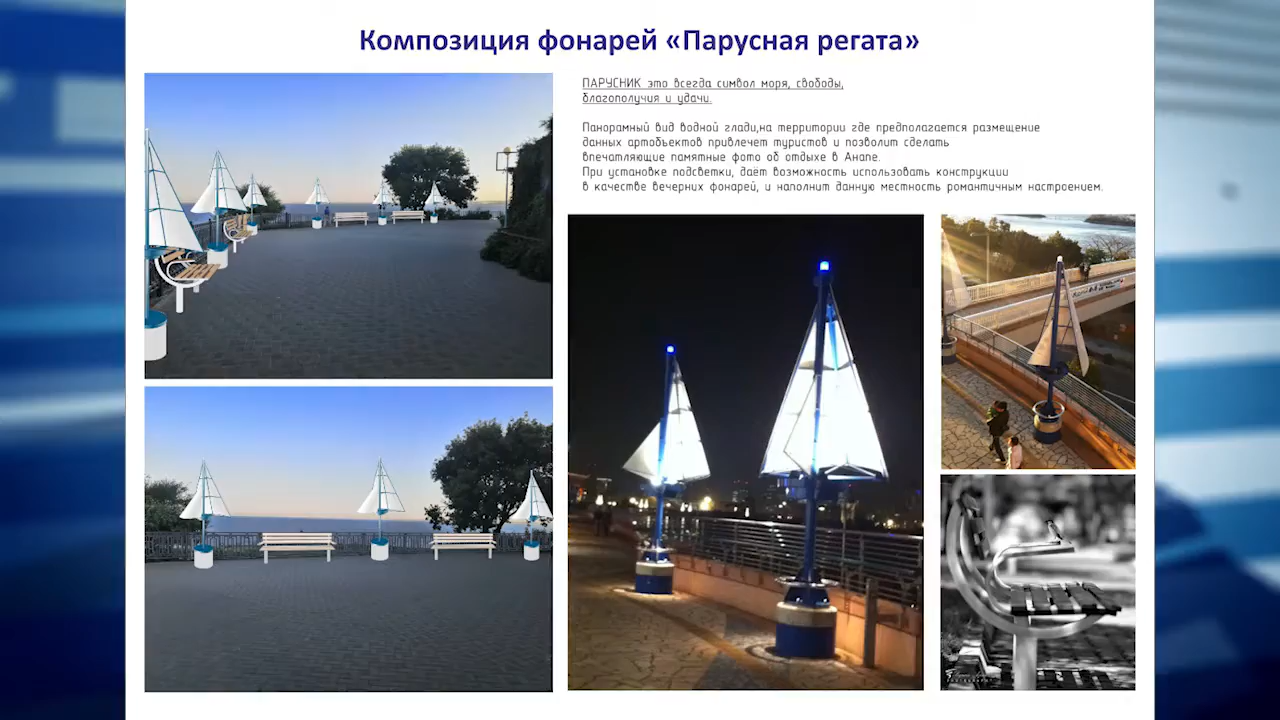 Композиция фонарей «Парусная регата»
ПАРУСНИК это всегда символ моря, свободы,
благополучия и удачи.
Панорамный вид водной глади,на территории где предполагается размещение
данных артобъектов привлечет туристов и позволит сделать
впечатляющие памятные фото об отдыхе в Анапе.
При установке подсветки, даёт возможность использовать конструкции
в качестве вечерних фонарей, и наполнит данную местность романтичным настроением.